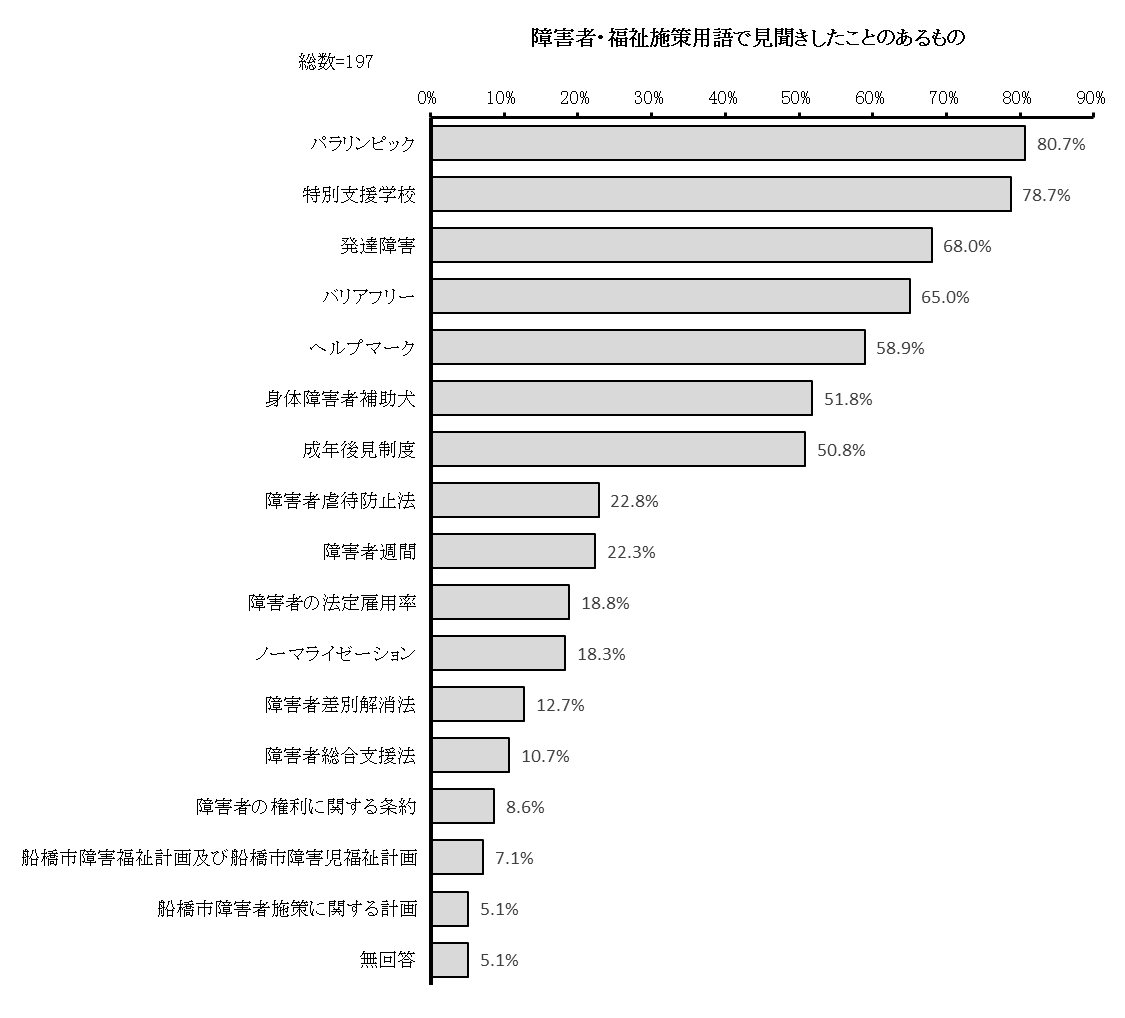 障害者・福祉施策用語で見聞きしたことのあるもの
総数=197
0% 10% 20% 30% 40% 50% 60% 70% 80% 90%
パラリンピック 80.7%
特別支援学校 78.7%
発達障害 68.0%
バリアフリー 65.0%
ヘルプマーク 58.9%
身体障害者補助犬 51.8%
成年後見制度 50.8%
障害者虐待防止法 22.8%
障害者週間 22.3%
障害者の法定雇用率 18.8%
ノーマライゼーション 18.3%
障害者差別解消法 12.7%
障害者総合支援法 10.7%
障害者の権利に関する条約 8.6%
船橋市障害福祉計画及び船橋市障害児福祉計画 7.1%
船橋市障害者施策に関する計画 5.1%
無回答 5.1%